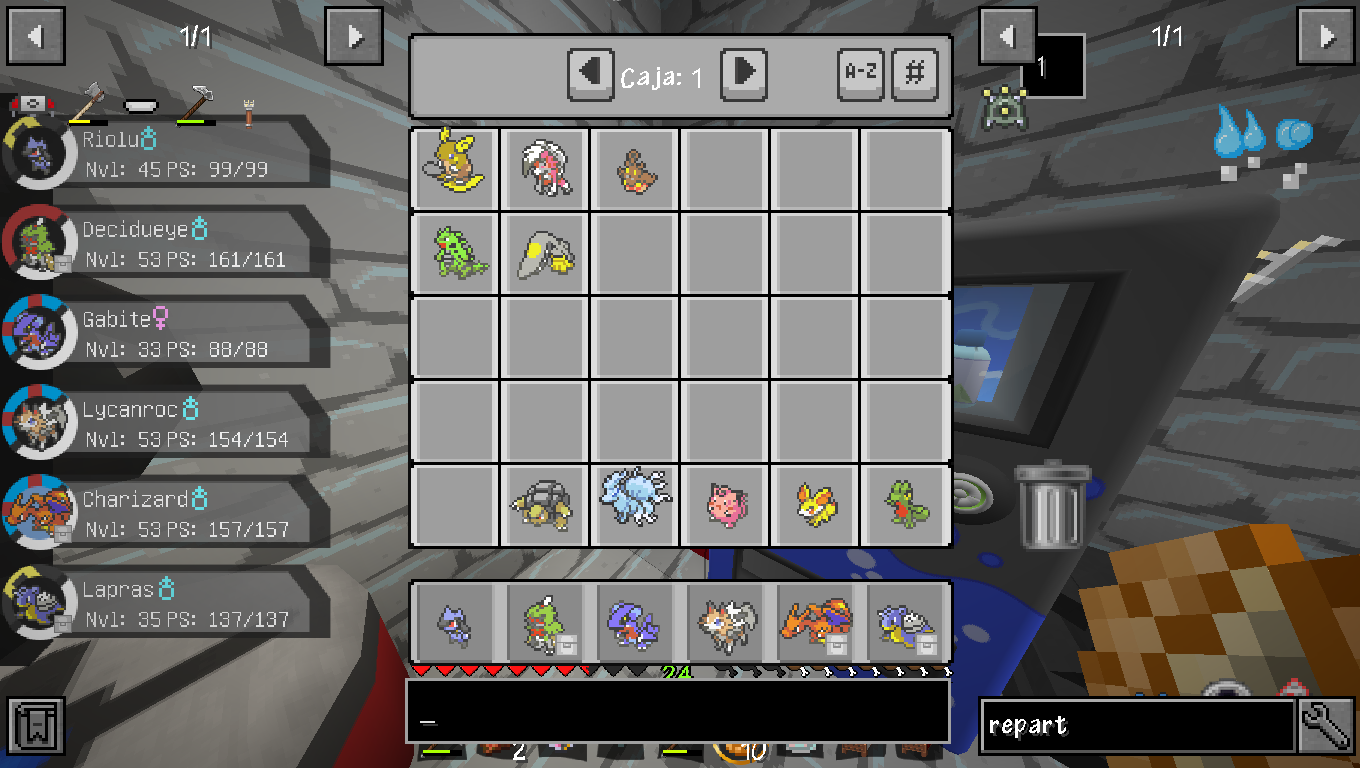 1/1
Caja: 1
A-Z
#
1/1
1
Riolu
Nvl: 45 PS: 99/99
Decidueye
Nvl: 53 PS: 161/161
Gabite♀
Nvl: 33 PS: 88/88
Lycanroc
Nvl: 53 PS: 154/154
Charizard
Nvl: 53 PS: 157/157
Lapras
Nvl: 35 PS: 137/137
24
_
repart
2
10